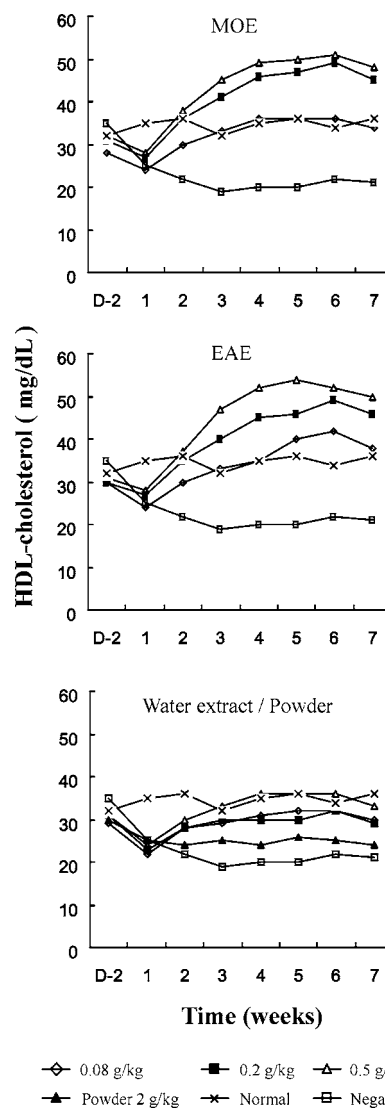 MOE
60
50
40
30
20
10
0
D-2 1 2 3 4 5 6 7
HDL-cholesterol ( mg/dL)
EAE
60
50
40
30
20
10
0
D-2 1 2 3 4 5 6 7
Water extract / Powder
60
50
40
30
20
10
0
D-2 1 2 3 4 5 6 7
Time (weeks)
0.08 g/kg 0.2 g/kg 0.5 g/
Powder 2 g/kg Normal Nega